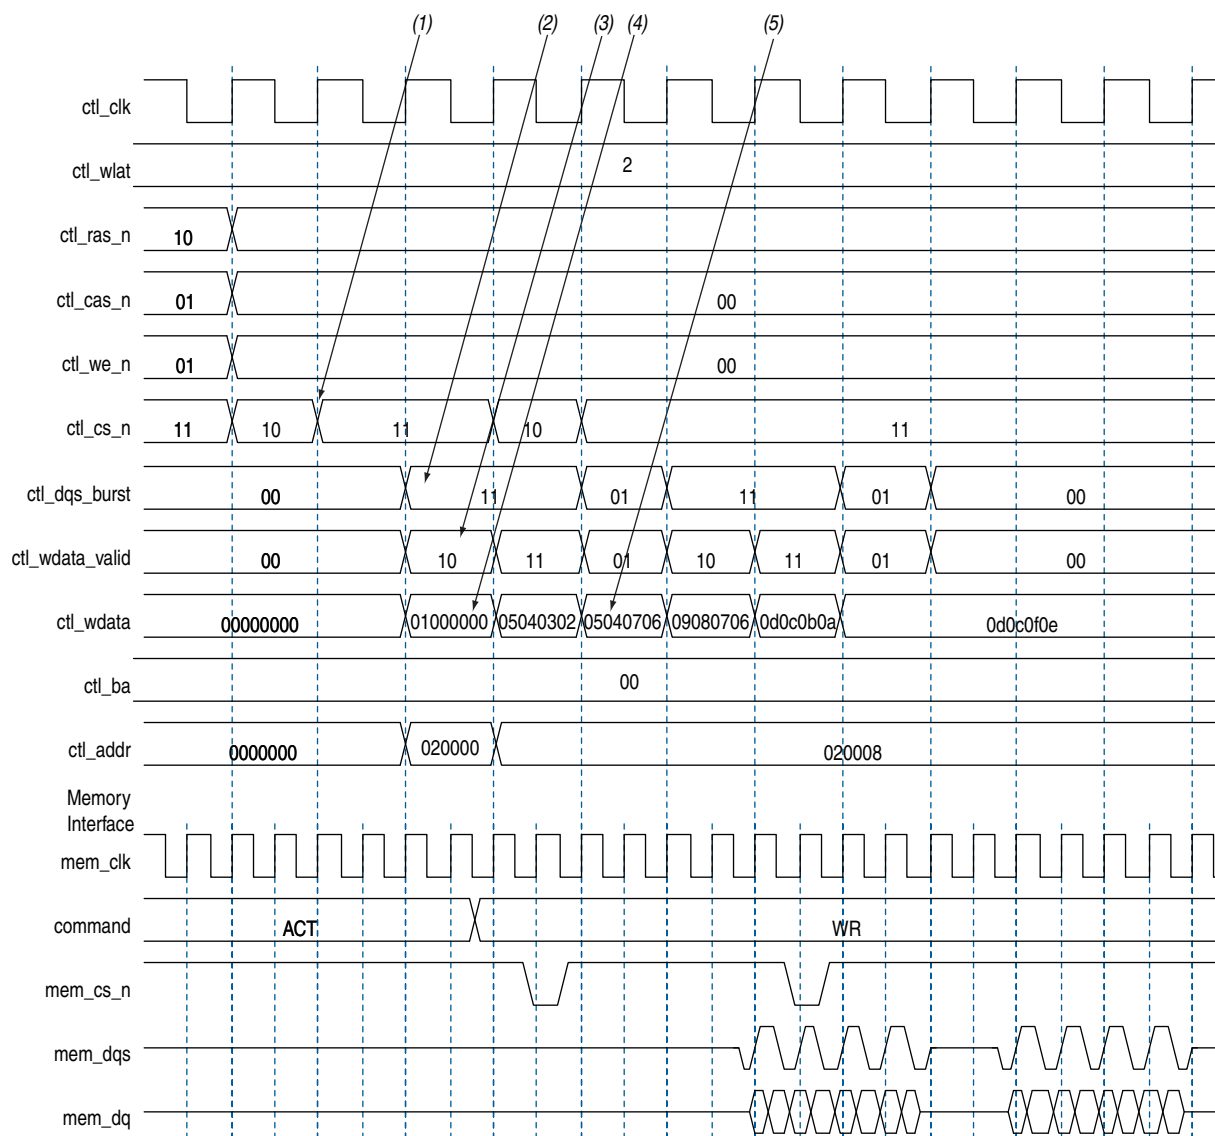 (1) (2) (3) (4) (5)
ctl_clk
ctl_wlat 2
ctl_ras_n 10
ctl_cas_n 01 00
ctl_we_n 01 00
ctl_cs_n 11 10 11 10 11
ctl_dqs_burst 00 11 01 11 01 00
ctl_wdata_valid 00 10 11 01 10 11 01 00
ctl_wdata 00000000 01000000 05040302 05040706 09080706 0d0c0b0a 0d0c0f0e
ctl_ba 00
ctl_addr 0000000 020000 020008
Memory
Interface
mem_clk
command ACT WR
mem_cs_n
mem_dqs
mem_dq